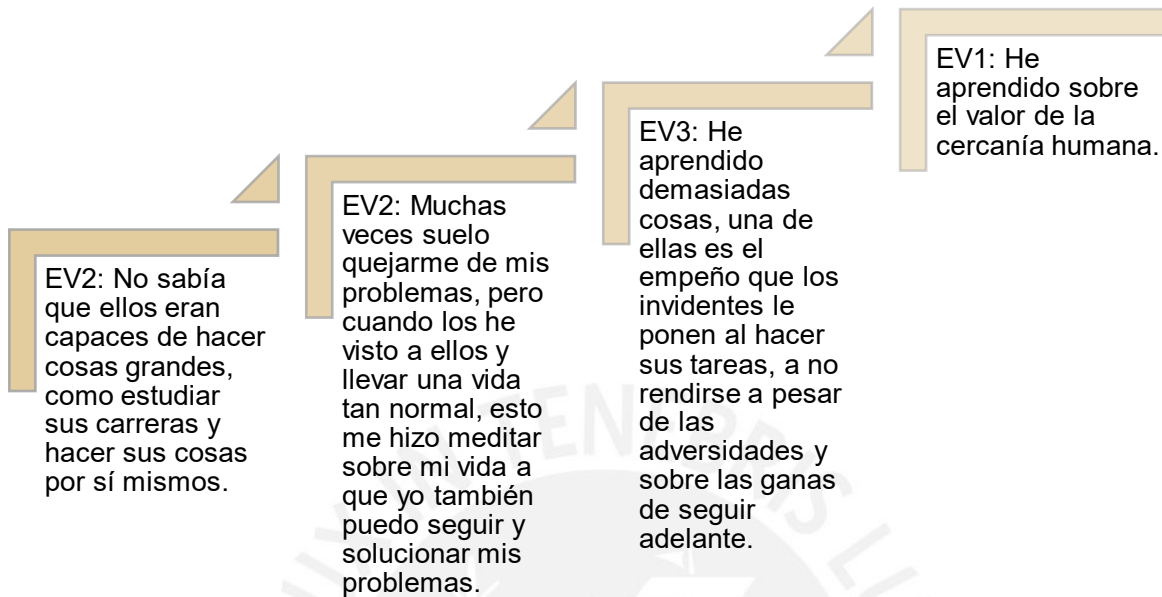 EV2: No sabía
que ellos eran
capaces de hacer
cosas grandes,
como estudiar
sus carreras y
hacer sus cosas
por sí mismos.
EV2: Muchas
veces suelo
quejarme de mis
problemas, pero
cuando los he
visto a ellos y
llevar una vida
tan normal, esto
me hizo meditar
sobre mi vida a
que yo también
puedo seguir y
solucionar mis
problemas.
EV3: He
aprendido
demasiadas
cosas, una de
ellas es el
empeño que los
invidentes le
ponen al hacer
sus tareas, a no
rendirse a pesar
de las
adversidades y
sobre las ganas
de seguir
adelante.
EV1: He
aprendido sobre
el valor de la
cercanía humana.